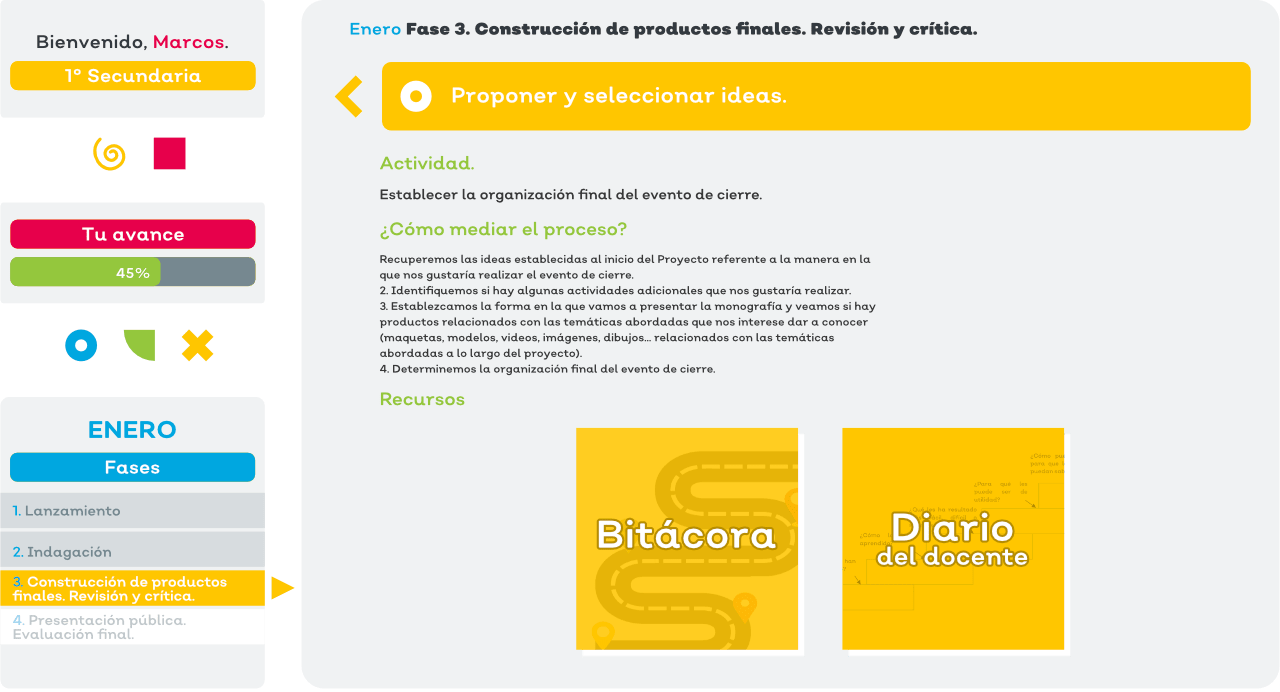 Bienvenido, Marcos.
1° Secundaria
Tu avance
45%
ENERO
Fases
1. Lanzamiento
2. Indagación
3. Construcción de productos
finales. Revisión y crítica.
4. Presentación pública.
Evaluación final.
Enero Fase 3. Construcción de productos finales. Revisión y crítica.
Proponer y seleccionar ideas.
Actividad.
Establecer la organización final del evento de cierre.
¿Cómo mediar el proceso?
Recuperemos las ideas establecidas al inicio del Proyecto referente a la manera en la
que nos gustaría realizar el evento de cierre.
2. Identifiquemos si hay algunas actividades adicionales que nos gustaría realizar.
3. Establezcamos la forma en la que vamos a presentar la monografía y veamos si hay
productos relacionados con las temáticas abordadas que nos interese dar a conocer
(maquetas, modelos, videos, imágenes, dibujos... relacionados con las temáticas
abordadas a lo largo del proyecto).
4. Determinemos la organización final del evento de cierre.
Recursos
Bitácora
Diario
del docente